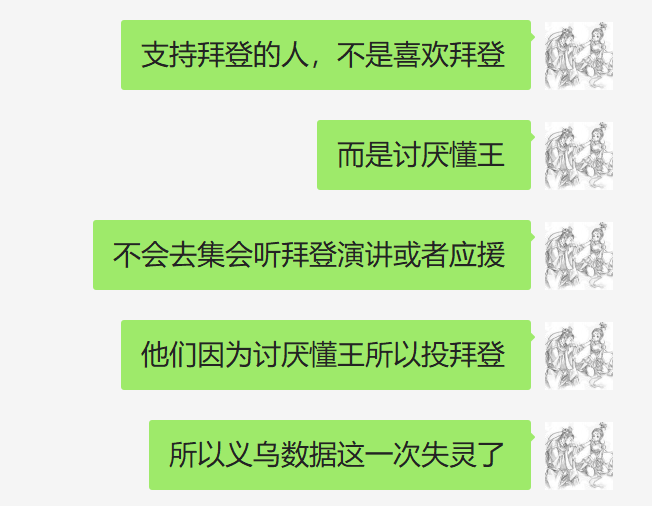 支持拜登的人，不是喜欢拜登
而是讨厌懂王
不会去集会听拜登演讲或者应援
他们因为讨厌懂王所以投拜登
所以义乌数据这一次失灵了